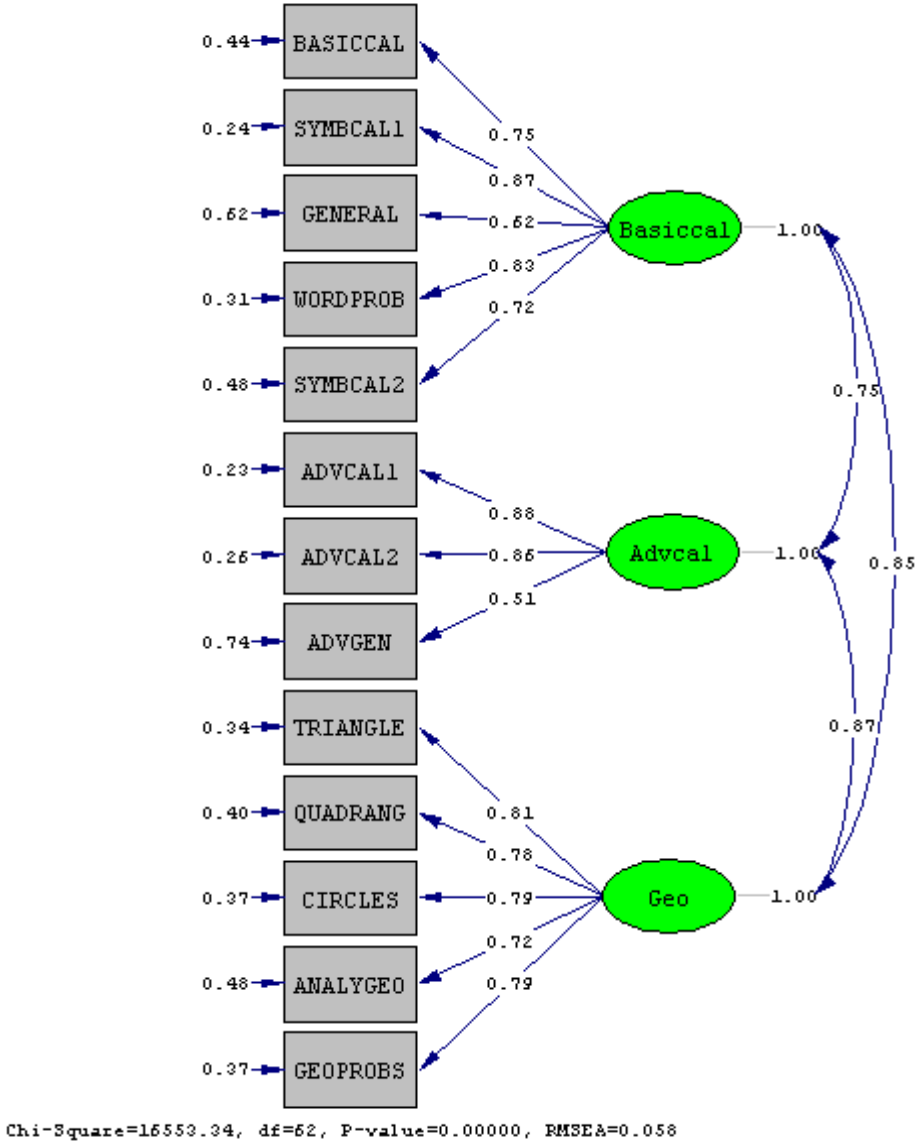 0.44 BASICCAL
0.75
0.24 SYMBCAL1
0.87
0.62 GENERAL
0.62
Basiccal 1.00
0.83
0.31 WORDPROB
0.72
0.48 SYMBCAL2
0.75
0.23 ADVCAL1
0.88
0.26 ADVCAL2
0.86
Advcal 1.00
0.85
0.51
0.74 ADVGEN
0.34 TRIANGLE
0.87
0.81
0.40 QUADRANG
0.78
0.37 CIRCLES
0.79
Geo 1.00
0.72
0.48 ANALYGEO
0.79
0.37 GEOPROBS
Chi-Square=16553.34, df=62, P-value=0.00000, RMSEA=0.058